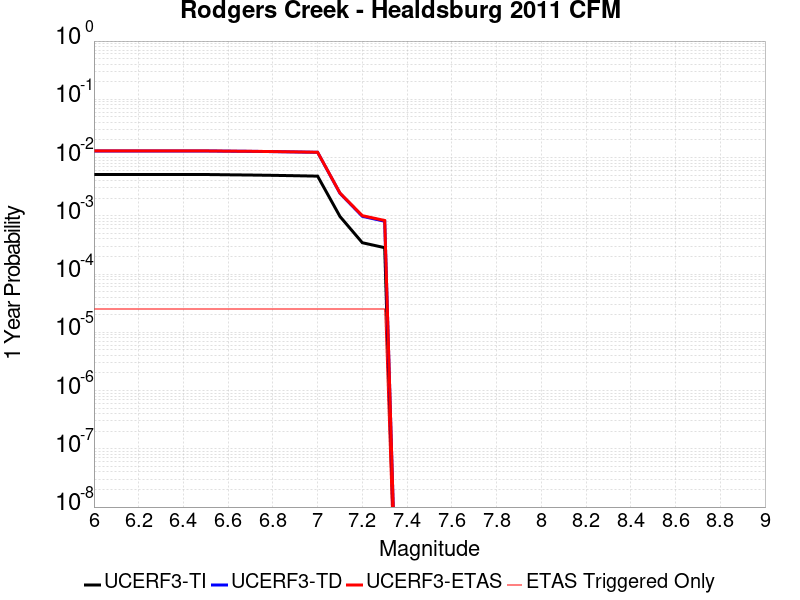 Rodgers Creek - Healdsburg 2011 CFM
1 Year Probability
10^0
10^-1
10^-2
10^-3
10^-4
10^-5
10^-6
10^-7
10^-8
6 6.2 6.4 6.6 6.8 7 7.2 7.4 7.6 7.8 8 8.2 8.4 8.6 8.8 9
Magnitude
UCERF3-TI UCERF3-TD UCERF3-ETAS ETAS Triggered Only